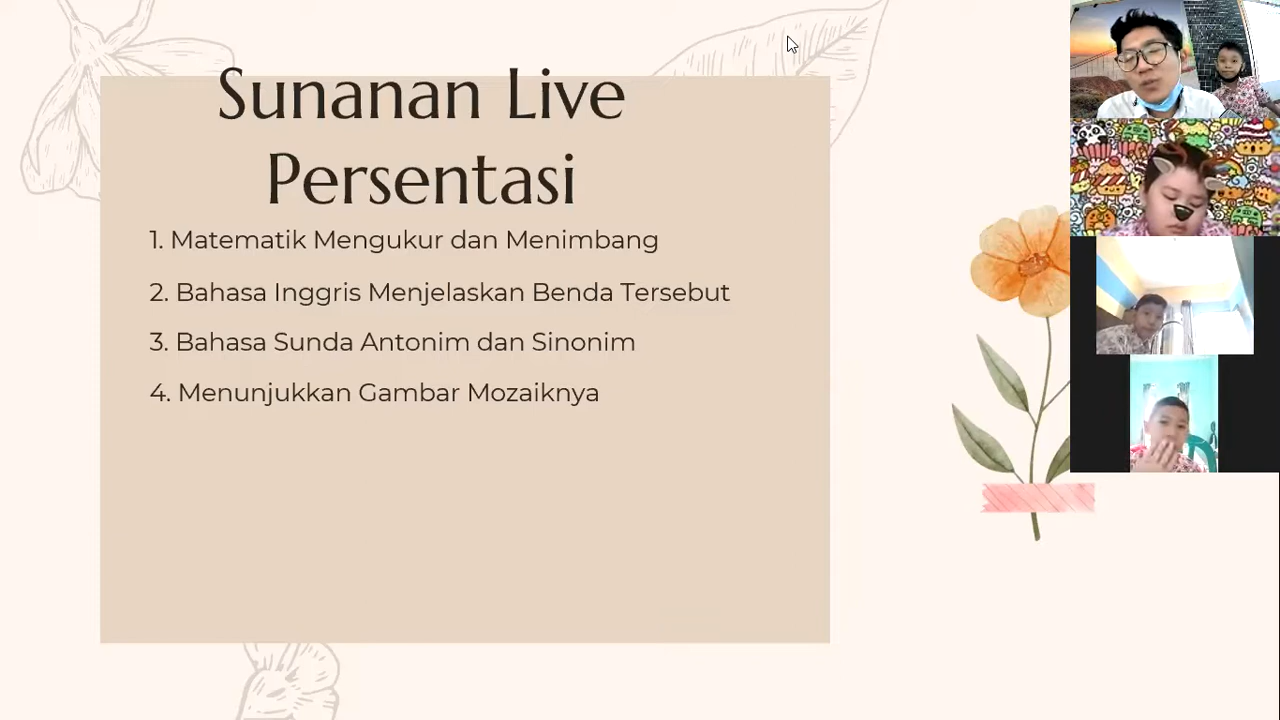 Sunanan Live
Persentasi
1. Matematik Mengukur dan Menimbang
2. Bahasa Inggris Menjelaskan Benda Tersebut
3. Bahasa Sunda Antonim dan Sinonim
4. Menunjukkan Gambar Mozaiknya